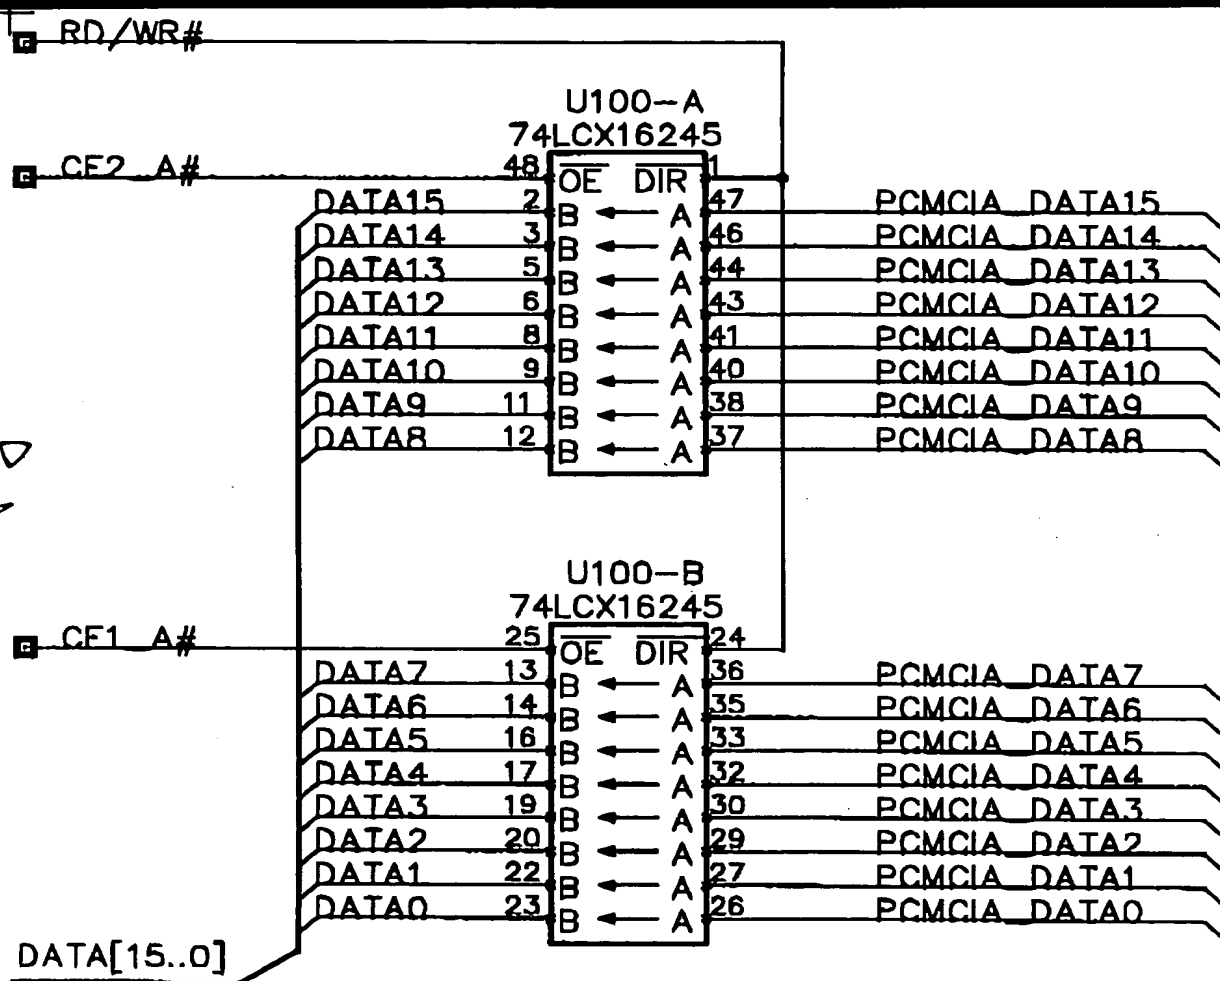 RD/WR#
U100-A
74LCX16245
CE2_A# 48 OE DIR 1
DATA15 2 B A 47 PCMCIA_DATA15
DATA14 3 B A 46 PCMCIA_DATA14
DATA13 5 B A 44 PCMCIA_DATA13
DATA12 6 B A 43 PCMCIA_DATA12
DATA11 8 B A 41 PCMCIA_DATA11
DATA10 9 B A 40 PCMCIA_DATA10
DATA9 11 B A 38 PCMCIA_DATA9
DATA8 12 B A 37 PCMCIA_DATA8
U100-B
74LCX16245
CE1_A# 25 OE DIR 24
DATA7 13 B A 36 PCMCIA_DATA7
DATA6 14 B A 35 PCMCIA_DATA6
DATA5 16 B A 33 PCMCIA_DATA5
DATA4 17 B A 32 PCMCIA_DATA4
DATA3 19 B A 30 PCMCIA_DATA3
DATA2 20 B A 29 PCMCIA_DATA2
DATA1 22 B A 27 PCMCIA_DATA1
DATA0 23 B A 26 PCMCIA_DATA0
DATA[15..0]